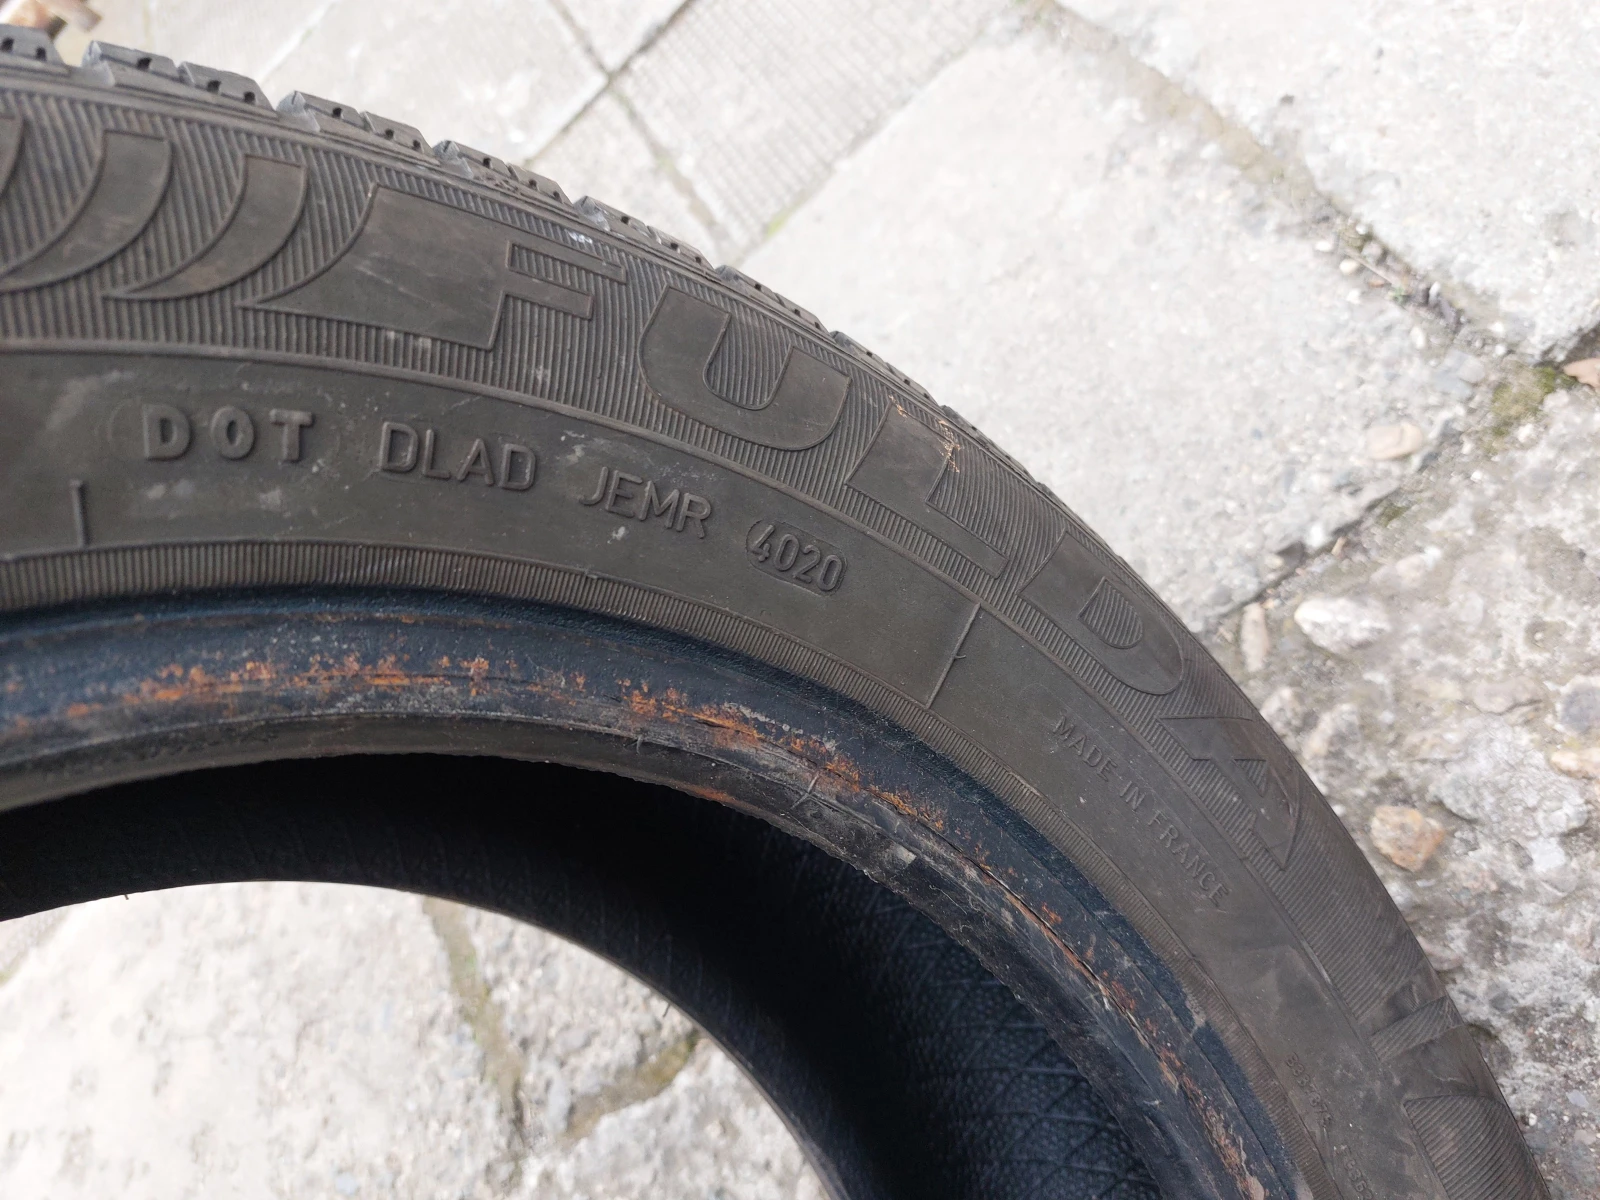 FULDA
DOT DLAD JEMR 4020
MADE IN FRANCE